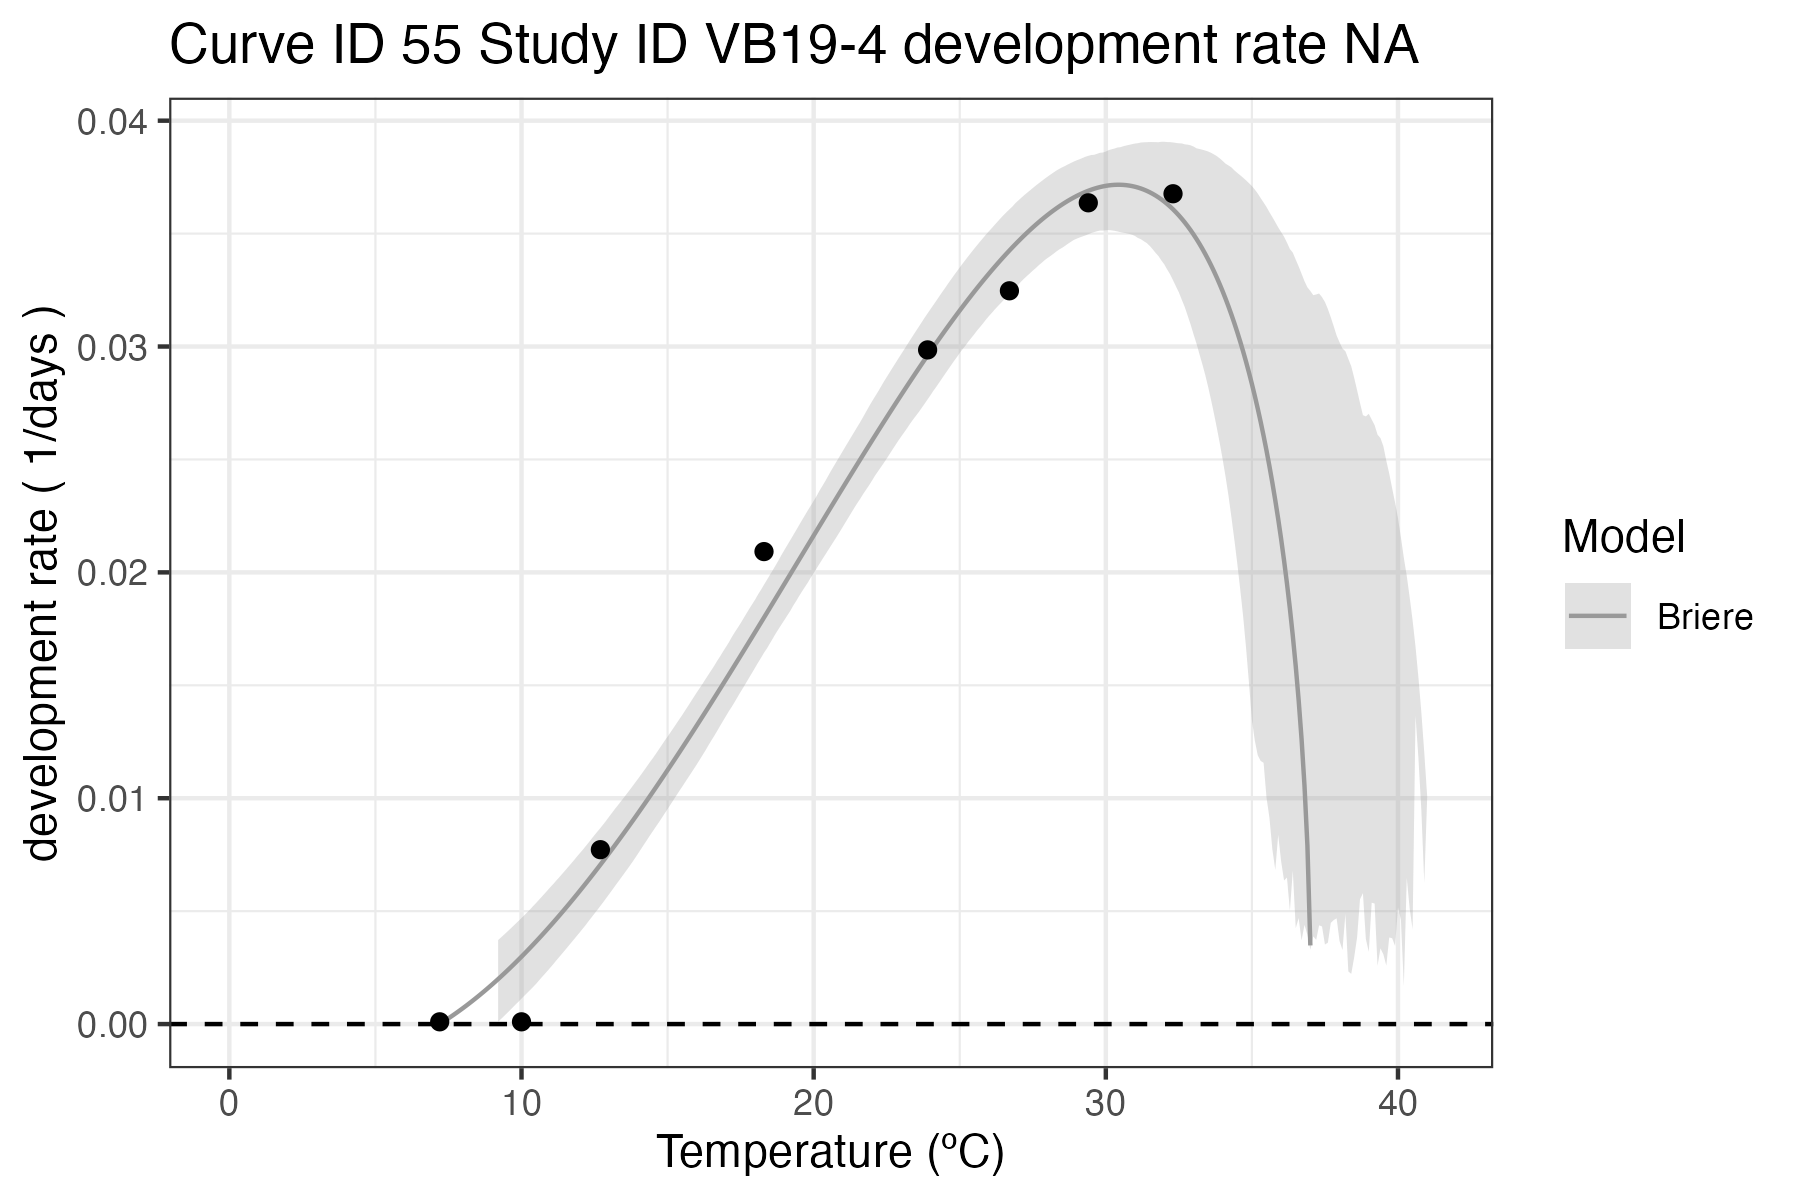 Curve ID 55 Study ID VB19-4 development rate NA
development rate ( 1/days )
0.04
0.03
0.02
0.01
0.00
0 10 20 30 40
Temperature (ºC)
Model
Briere